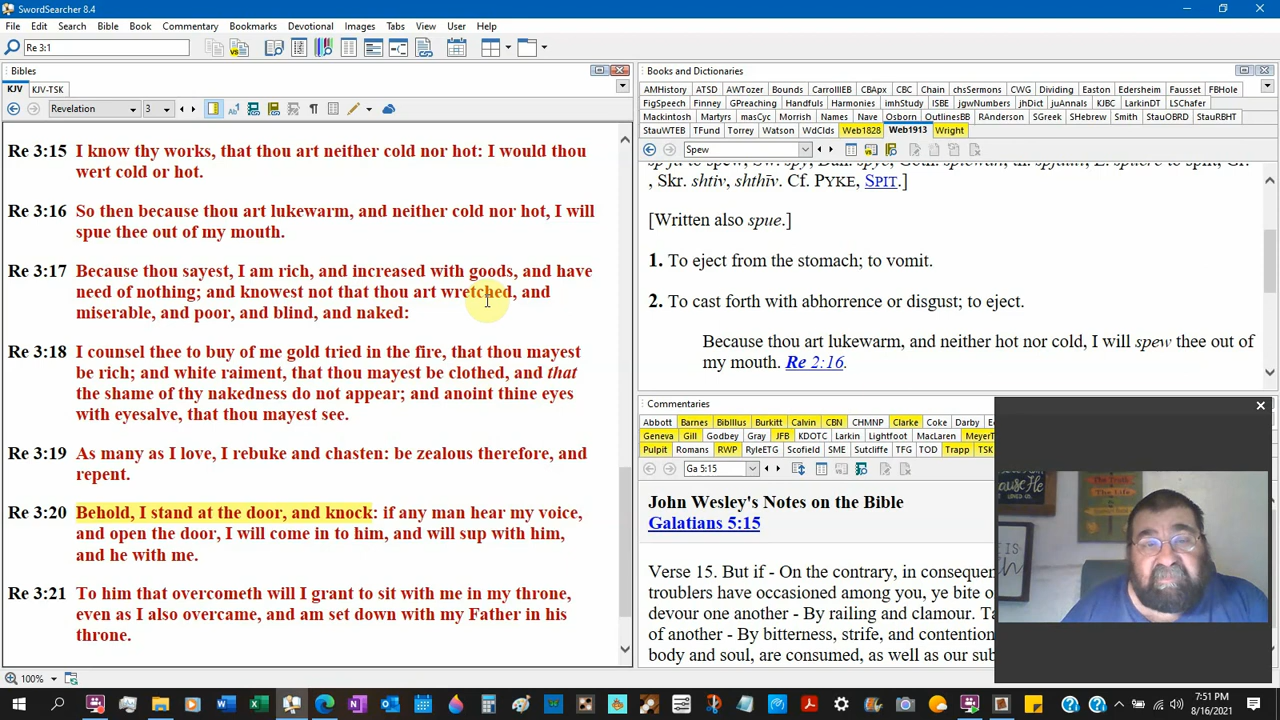 SwordSearcher 8.4
File Edit Search Bible Book Commentary Bookmarks Devotional Images Tabs View User Help
Re 3:1
Bibles
KJV KJV-TSK
Revelation 3
Re 3:15 I know thy works, that thou art neither cold nor hot: I would thou
wert cold or hot.
Re 3:16 So then because thou art lukewarm, and neither cold nor hot, I will
spue thee out of my mouth.
Re 3:17 Because thou sayest, I am rich, and increased with goods, and have
need of nothing; and knowest not that thou art wretched, and
miserable, and poor, and blind, and naked:
Re 3:18 I counsel thee to buy of me gold tried in the fire, that thou mayest
be rich; and white raiment, that thou mayest be clothed, and that
the shame of thy nakedness do not appear; and anoint thine eyes
with eyesalve, that thou mayest see.
Re 3:19 As many as I love, I rebuke and chasten: be zealous therefore, and
repent.
Re 3:20 Behold, I stand at the door, and knock: if any man hear my voice,
and open the door, I will come in to him, and will sup with him,
and he with me.
Re 3:21 To him that overcometh will I grant to sit with me in my throne,
even as I also overcame, and am set down with my Father in his
throne.
100%
Books and Dictionaries
AMHistory ATSD AWTozer Bounds CarrollEIB CBApx CBC Chain chsSermons CWG Dividing Easton Edersheim Fausset FBHole
FigSpeech Finney GPreaching Handfuls Harmonies imhStudy ISBE jgwNumbers jhDict juAnnals KJBC LarkinDT LSChafer
Mackintosh Martyrs masCyc Morrish Names Nave Osborn OutlinesBB RAnderson SGreek SHebrew Smith StauOBRD StauRBHT
StauWTEB TFund Torrey Watson WdClds Web1828 Web1913 Wright
Spew
, Skr. shtiv, shthīv. Cf. PYKE, SPIT.]
[Written also spue.]
1. To eject from the stomach; to vomit.
2. To cast forth with abhorrence or disgust; to eject.
Because thou art lukewarm, and neither hot nor cold, I will spew thee out of
my mouth. Re 2:16.
Commentaries
Abbott Barnes BibIllus Burkitt Calvin CBN CHMNP Clarke Coke Darby
Geneva Gill Godbey Gray JFB KDOTC Larkin Lightfoot MacLaren MeyerT
Pulpit Romans RWP RyleETG Scofield SME Sutcliffe TFG TOD Trapp TSK
Ga 5:15
John Wesley's Notes on the Bible
Galatians 5:15
Verse 15. But if - On the contrary, in consequen
troublers have occasioned among you, ye bite o
devour one another - By railing and clamour. Ta
of another - By bitterness, strife, and contention
body and soul, are consumed, as well as our sub
Because He
The Life
7:51 PM
8/16/2021